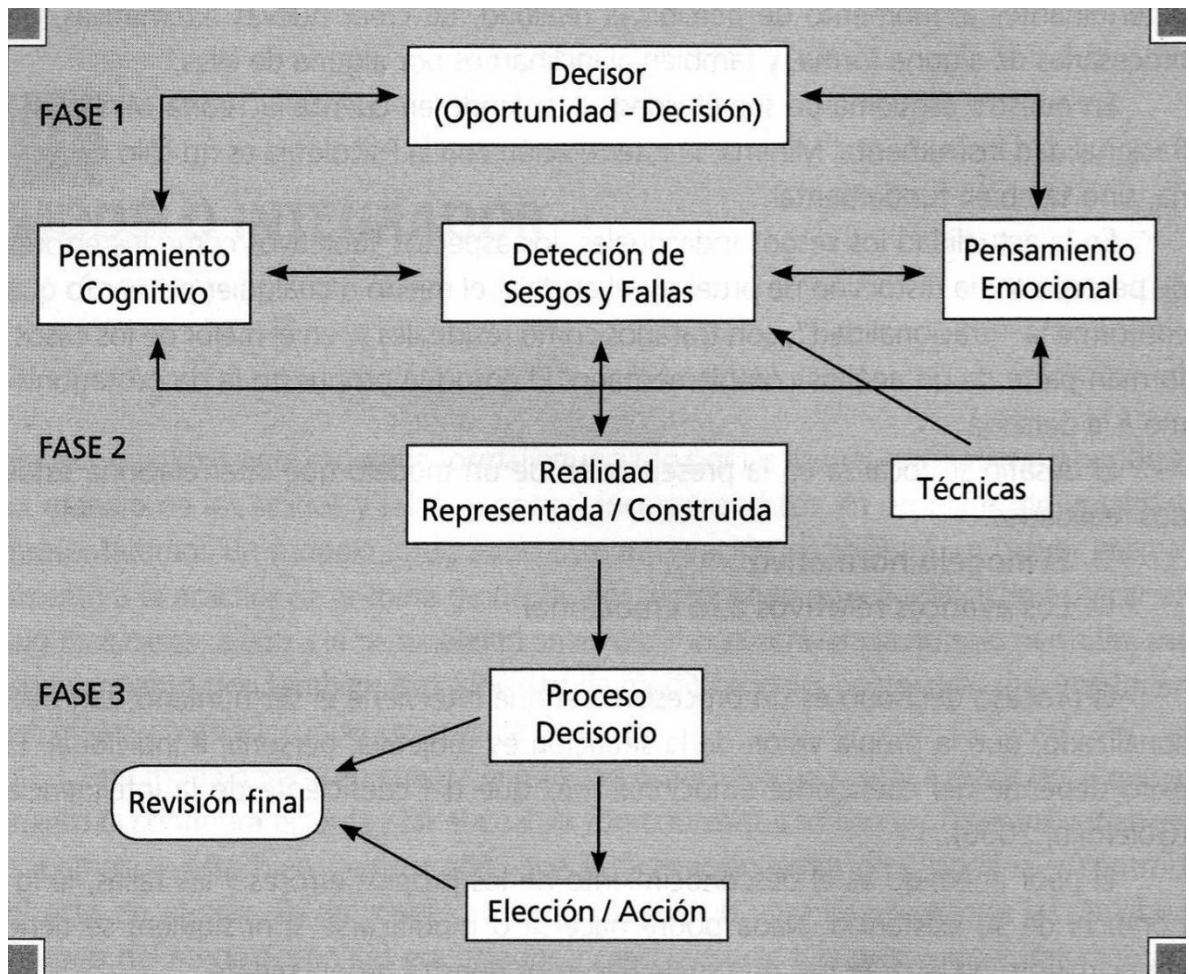 Decisor
(Oportunidad - Decisión)
FASE 1
Pensamiento
Cognitivo
Detección de
Sesgos y Fallas
Pensamiento
Emocional
FASE 2
Realidad
Representada / Construida
Técnicas
FASE 3
Proceso
Decisorio
Revisión final
Elección / Acción